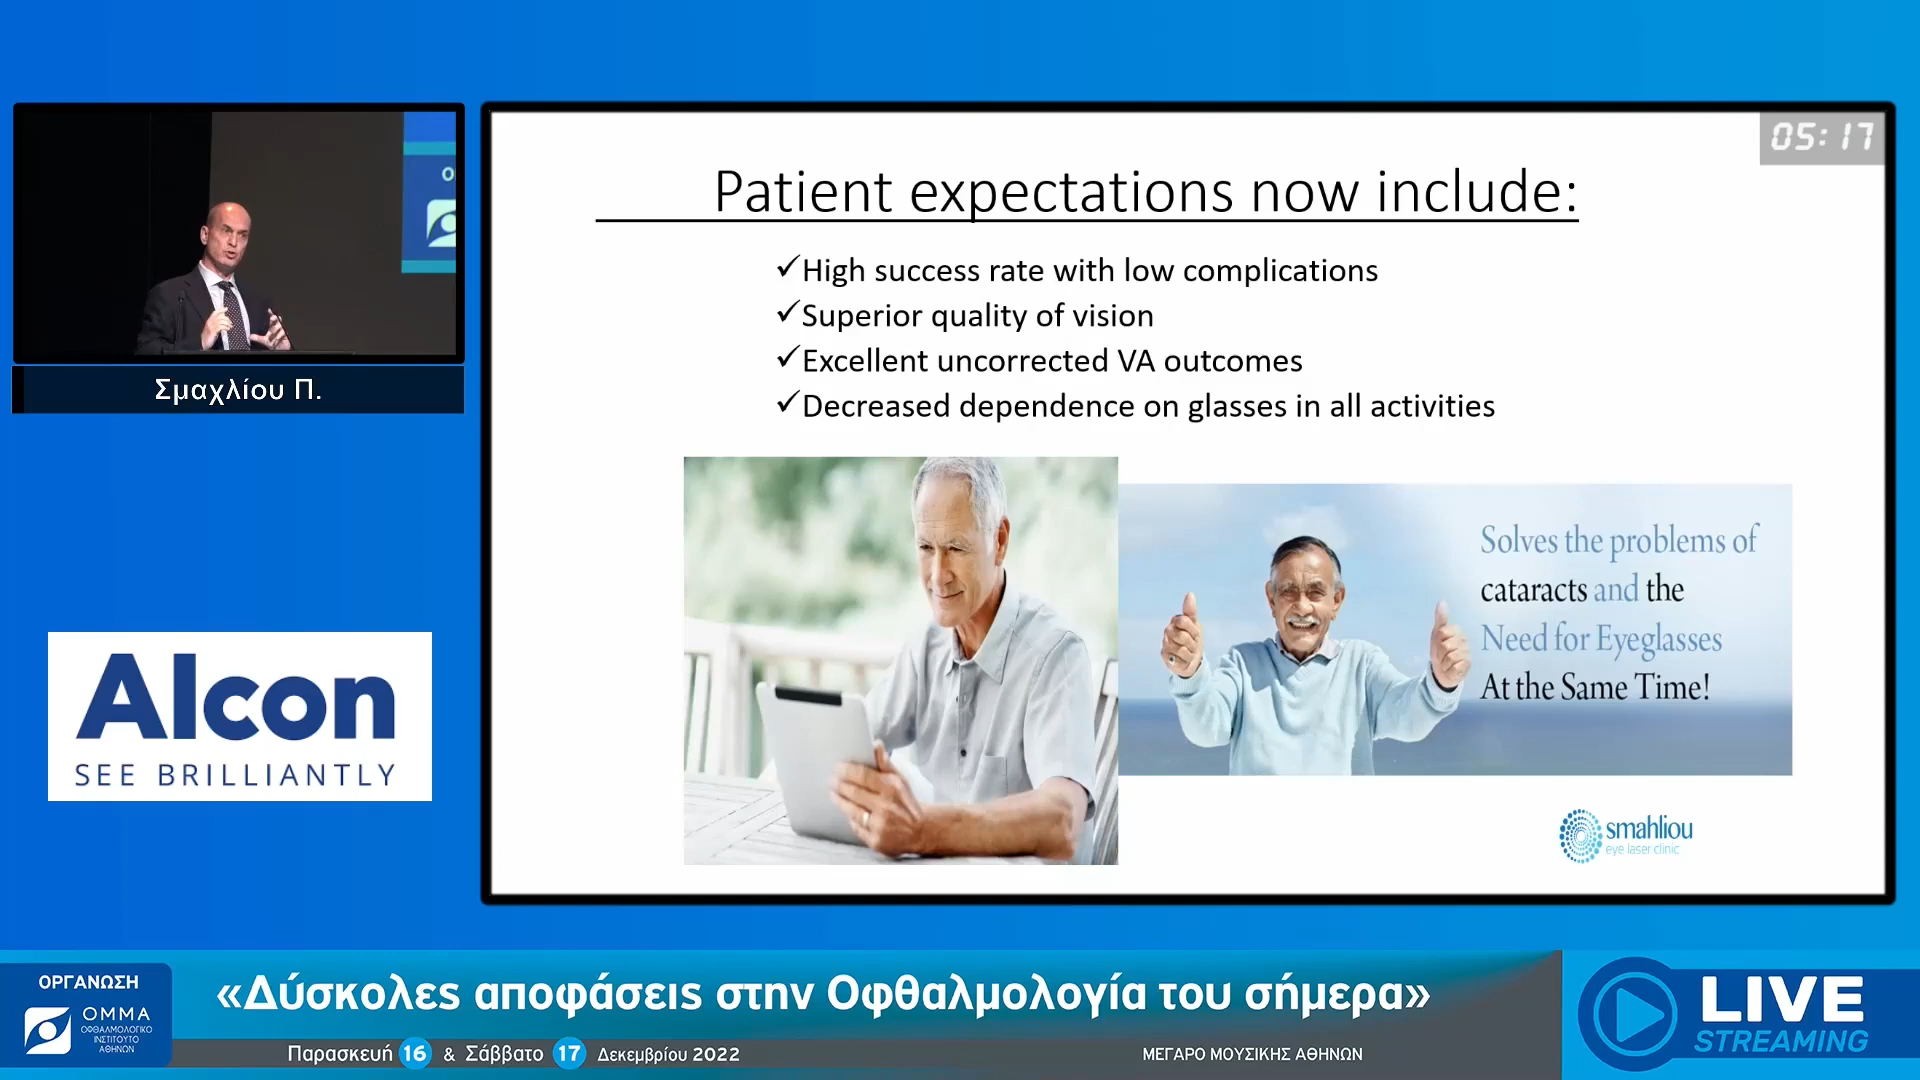 05:17
Patient expectations now include:
✓High success rate with low complications
✓Superior quality of vision
✓Excellent uncorrected VA outcomes
✓Decreased dependence on glasses in all activities
Solves the problems of
cataracts and the
Need for Eyeglasses
At the Same Time!
smahliou
eye laser clinic
Ο
Σμαχλίου Π.
Alcon
SEE BRILLIANTLY
ΟΡΓΑΝΩΣΗ
ΟΜΜΑ
ΟΦΘΑΛΜΟΛΟΓΙΚΟ
ΙΝΣΤΙΤΟΥΤΟ
ΑΘΗΝΩΝ
«Δύσκολες αποφάσεις στην Οφθαλμολογία του σήμερα»
Παρασκευή 16 & Σάββατο 17 Δεκεμβρίου 2022
ΜΕΓΑΡΟ ΜΟΥΣΙΚΗΣ ΑΘΗΝΩΝ
LIVE
STREAMING